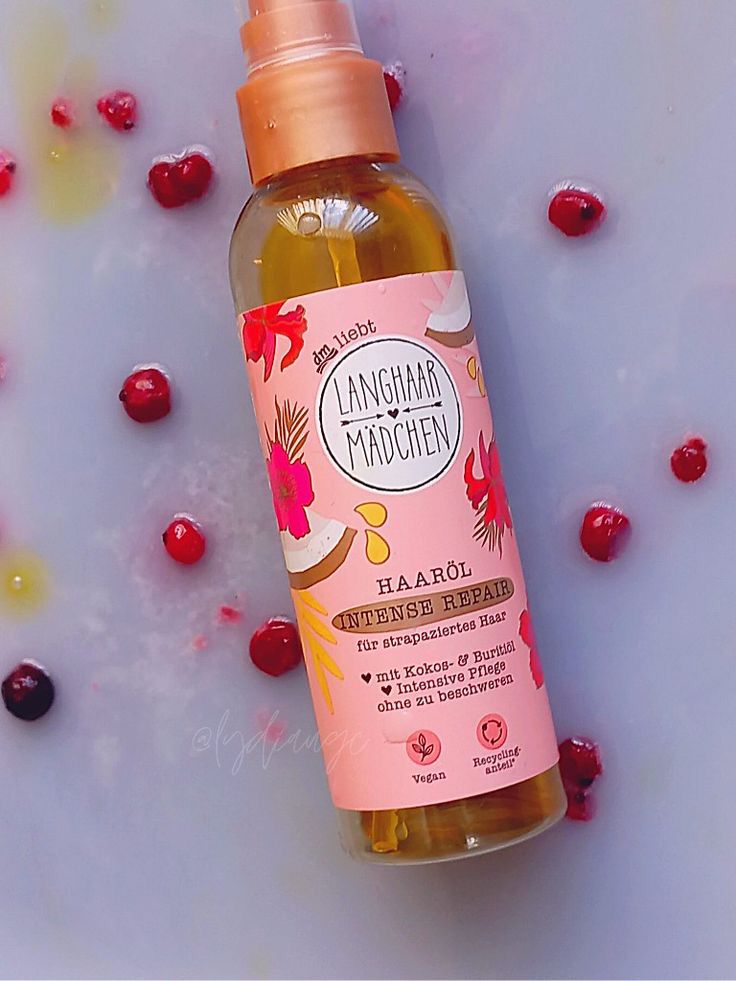 dm liebt
LANGHAAR
MÄDCHEN
HAARÖL
INTENSE REPAIR
für strapaziertes Haar
♥ mit Kokos- & Buritiöl
♥ Intensive Pflege
ohne zu beschweren
Vegan
Recycling-
anteil*
@lydiangc